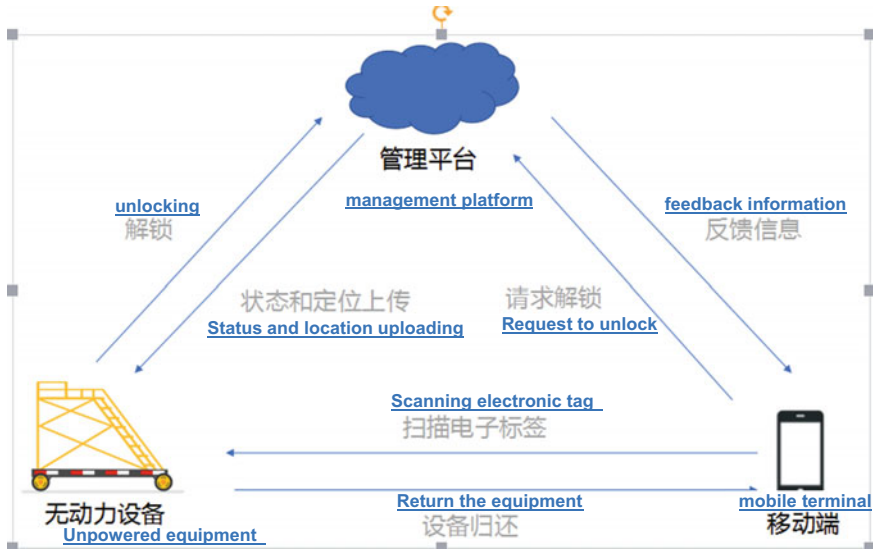 管理平台
management platform
unlocking
解锁
feedback information
反馈信息
状态和定位上传
Status and location uploading
请求解锁
Request to unlock
Scanning electronic tag
扫描电子标签
Return the equipment
设备归还
无动力设备
Unpowered equipment
mobile terminal
移动端